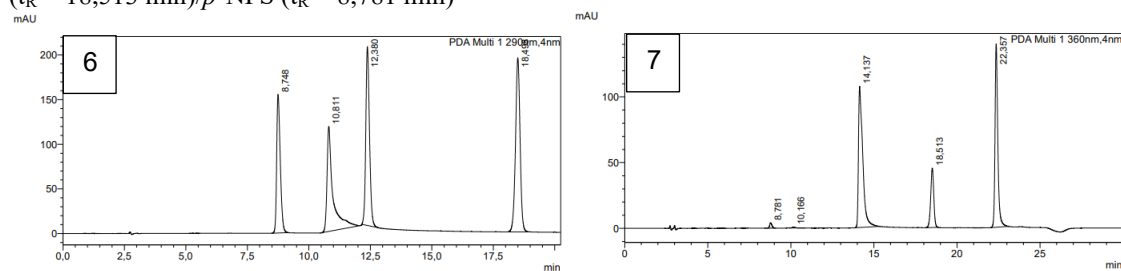 (tR = 18,513 min)/p-NPS (tR = 8,781 min)
mAU
6
PDA Multi 1 290nm,4nm
200
150
100
50
0
8,748
10,811
12,380
0,0 2,5 5,0 7,5 10,0 12,5 15,0 17,5
min
mAU
7
PDA Multi 1 360nm,4nm
100
50
0
8,781
10,166
14,137
18,513
22,357
0 5 10 15 20 25
min